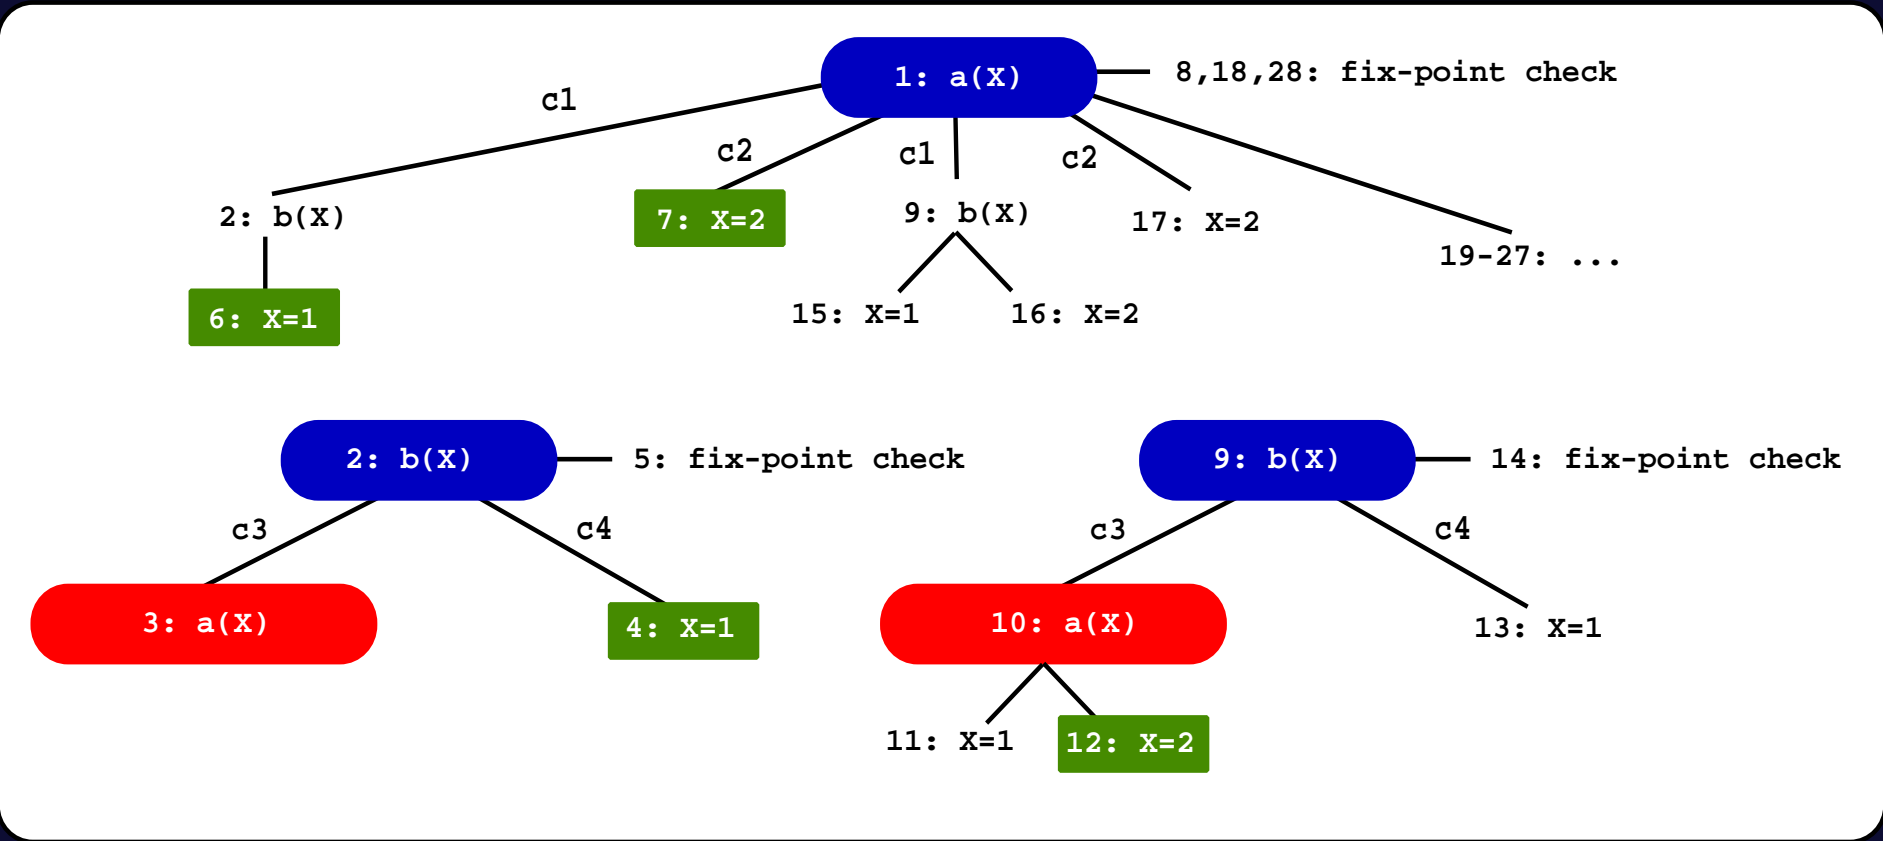 1: a(X)
8,18,28: fix-point check
c1
c2
c1
c2
2: b(X)
7: X=2
9: b(X)
17: X=2
19-27: ...
6: X=1
15: X=1
16: X=2
2: b(X)
5: fix-point check
9: b(X)
14: fix-point check
c3
c4
c3
c4
3: a(X)
4: X=1
10: a(X)
13: X=1
11: X=1
12: X=2